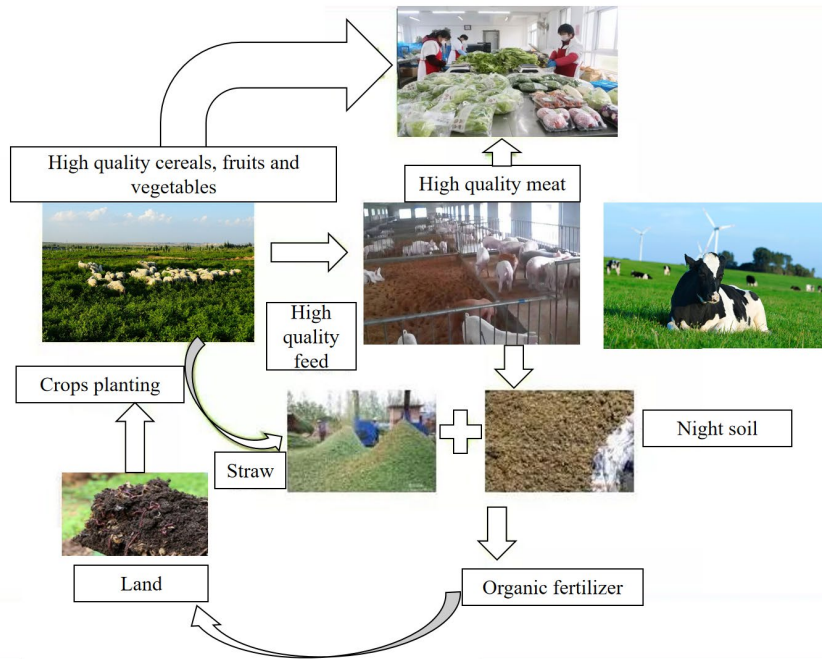 High quality cereals, fruits and
vegetables
High quality meat
High
quality
feed
Crops planting
Straw
Night soil
Land
Organic fertilizer